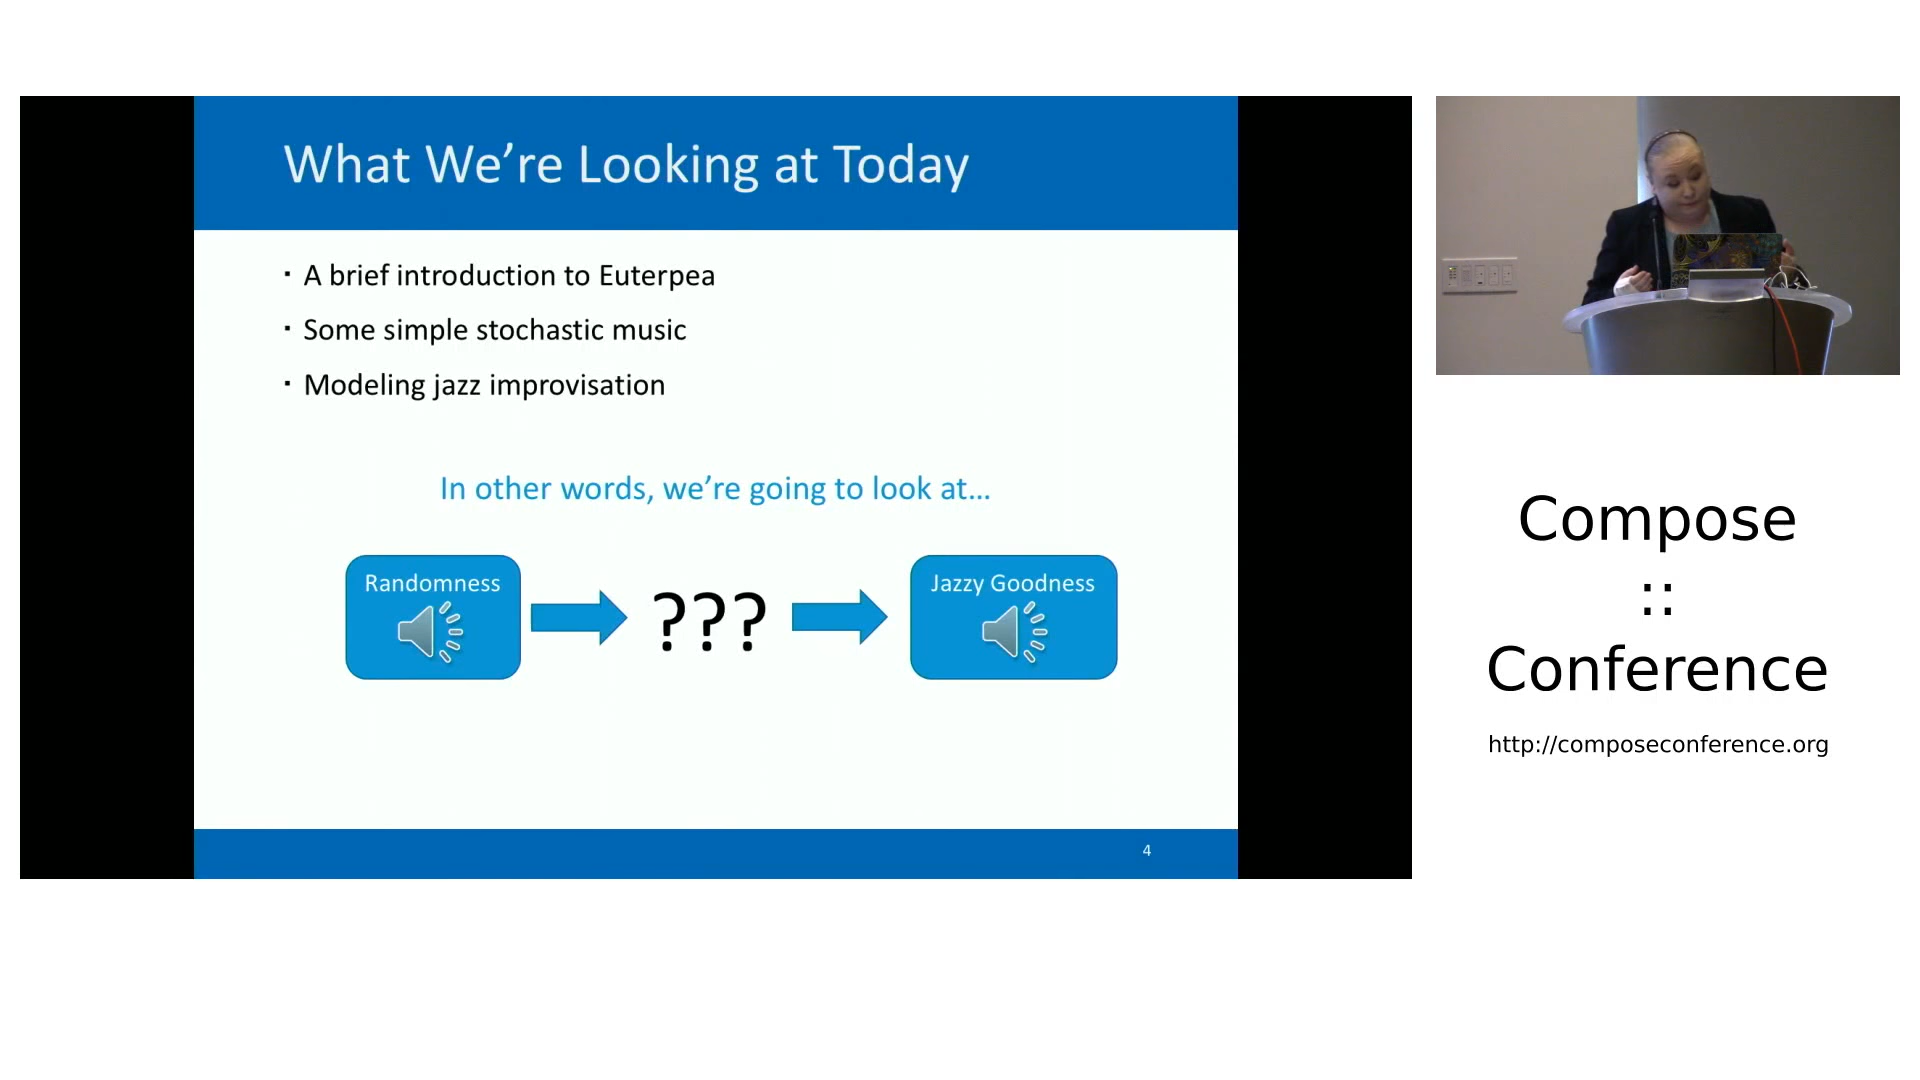 What We’re Looking at Today
▪ A brief introduction to Euterpea
▪ Some simple stochastic music
▪ Modeling jazz improvisation
In other words, we’re going to look at…
Randomness
???
Jazzy Goodness
4
Compose
::
Conference
http://composeconference.org